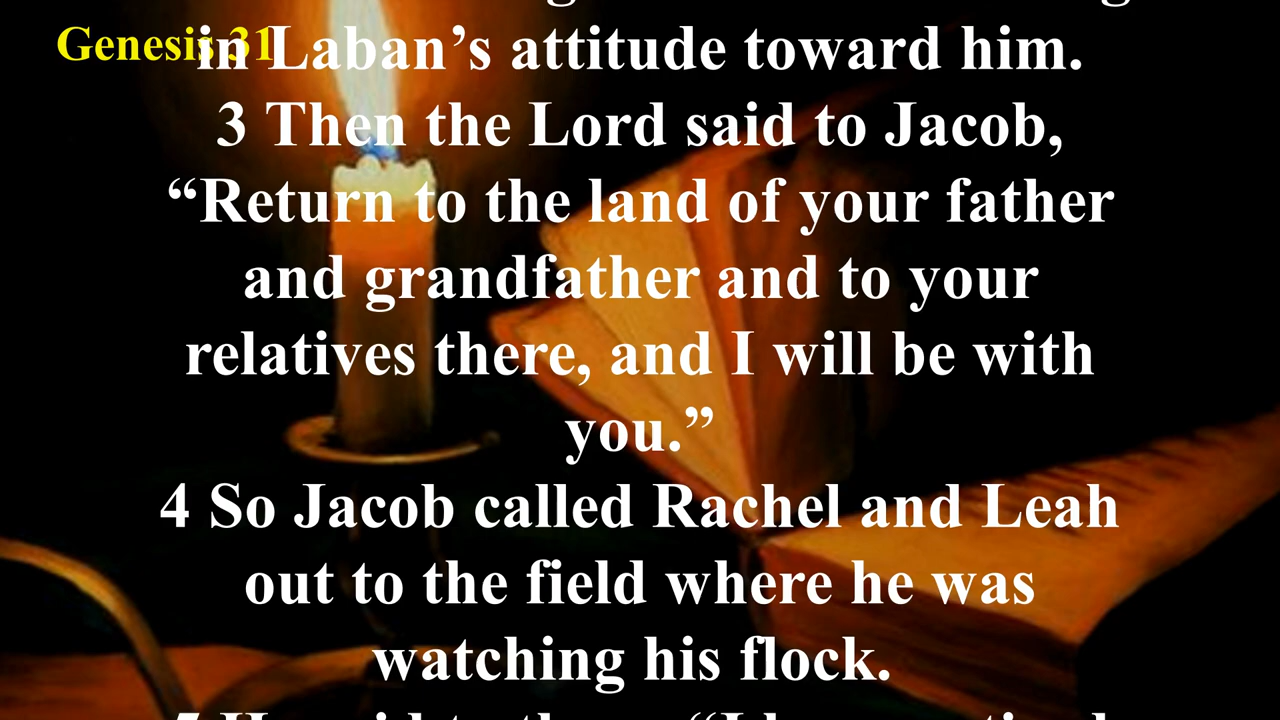 Genesis 31
in Laban’s attitude toward him.
3 Then the Lord said to Jacob,
“Return to the land of your father
and grandfather and to your
relatives there, and I will be with
you.”
4 So Jacob called Rachel and Leah
out to the field where he was
watching his flock.